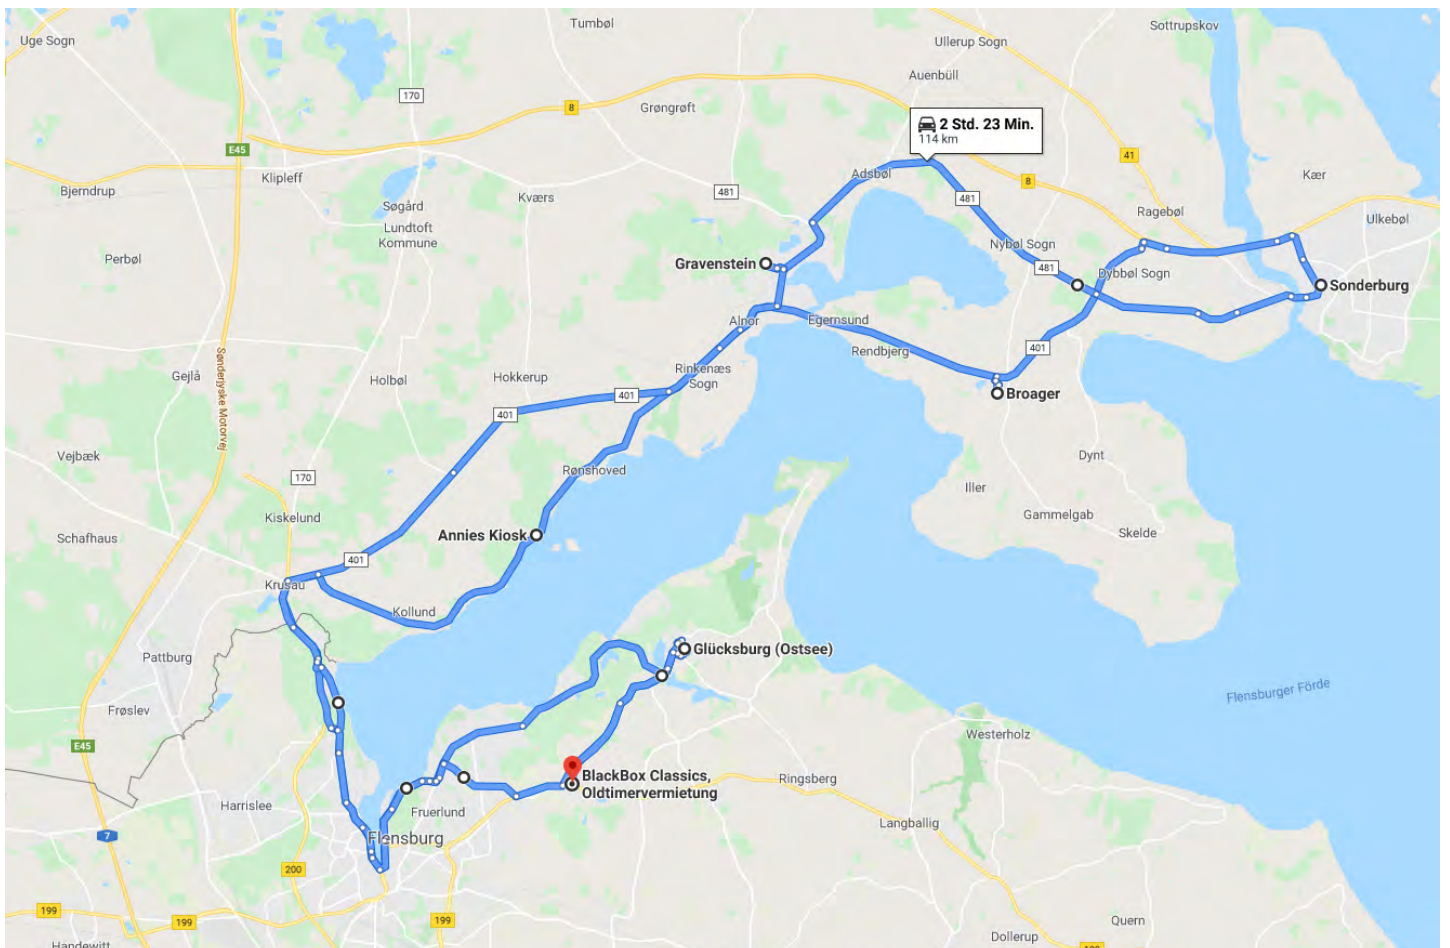 Tumbøl
Sottrupskov
Uge Sogn
Ullerup Sogn
Auenbüll
170
Grøngrøft
8
2 Std. 23 Min.
114 km
E45
41
Klipleff
Adsbøl
Kær
Bjerndrup
481
8
Kværs
481
Søgård
Ragebøl
Ulkebøl
Lundtoft
Kommune
Nybøl Sogn
Perbøl
Gravenstein
481
Dybbøl Sogn
Sonderburg
Alnor
Egernsund
401
Rendbjerg
Sønderjyske Motorvej
Gejlå
Holbøl
Hokkerup
Rinkenæs
Sogn
401
Broager
401
Vejbæk
Dynt
Rønshoved
170
Iller
Kiskelund
Gammelgab
Schafhaus
Annies Kiosk
Skelde
401
Krusau
Kollund
Glücksburg (Ostsee)
Pattburg
Flensburger Förde
Frøslev
Westerholz
E45
BlackBox Classics,
Oldtimervermietung
Ringsberg
Harrislee
Fruerlund
Langballig
7
Flensburg
200
199
199
199
Quern
Dollerup
Handewitt